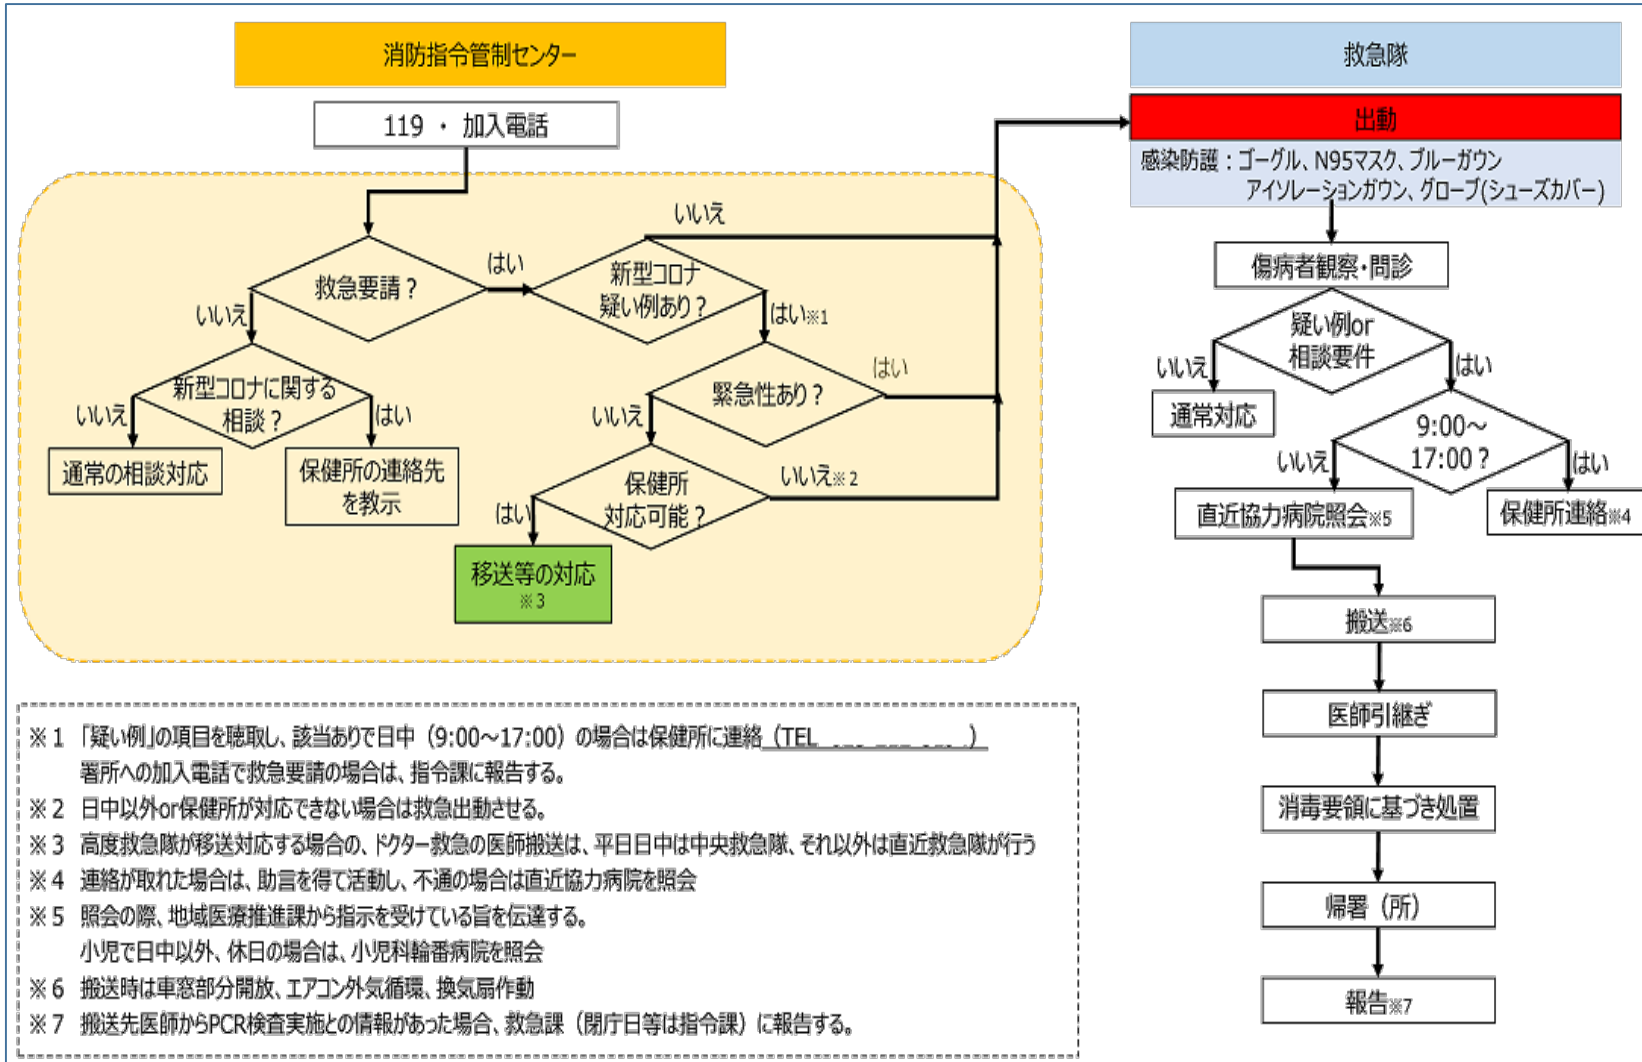 消防指令管制センター
119 ・ 加入電話
救急要請？
はい
いいえ
新型コロナ
疑い例あり？
いいえ
はい※1
新型コロナに関する
相談？
いいえ
はい
通常の相談対応
保健所の連絡先
を教示
緊急性あり？
はい
いいえ
保健所
対応可能？
いいえ※2
はい
移送等の対応
※3
救急隊
出動
感染防護：ゴーグル、N95マスク、ブルーガウン
アイソレーションガウン、グローブ(シューズカバー)
傷病者観察・問診
疑い例or
相談要件
いいえ
はい
通常対応
9:00～
17:00？
いいえ
はい
直近協力病院照会※5
保健所連絡※4
搬送※6
医師引継ぎ
消毒要領に基づき処置
帰署（所）
報告※7
※1 「疑い例」の項目を聴取し、該当ありで日中（9:00～17:00）の場合は保健所に連絡（TEL ）
署所への加入電話で救急要請の場合は、指令課に報告する。
※2 日中以外or保健所が対応できない場合は救急出動させる。
※3 高度救急隊が移送対応する場合の、ドクター救急の医師搬送は、平日日中は中央救急隊、それ以外は直近救急隊が行う
※4 連絡が取れた場合は、助言を得て活動し、不通の場合は直近協力病院を照会
※5 照会の際、地域医療推進課から指示を受けている旨を伝達する。
小児で日中以外、休日の場合は、小児科輪番病院を照会
※6 搬送時は車窓部分開放、エアコン外気循環、換気扇作動
※7 搬送先医師からPCR検査実施との情報があった場合、救急課（閉庁日等は指令課）に報告する。